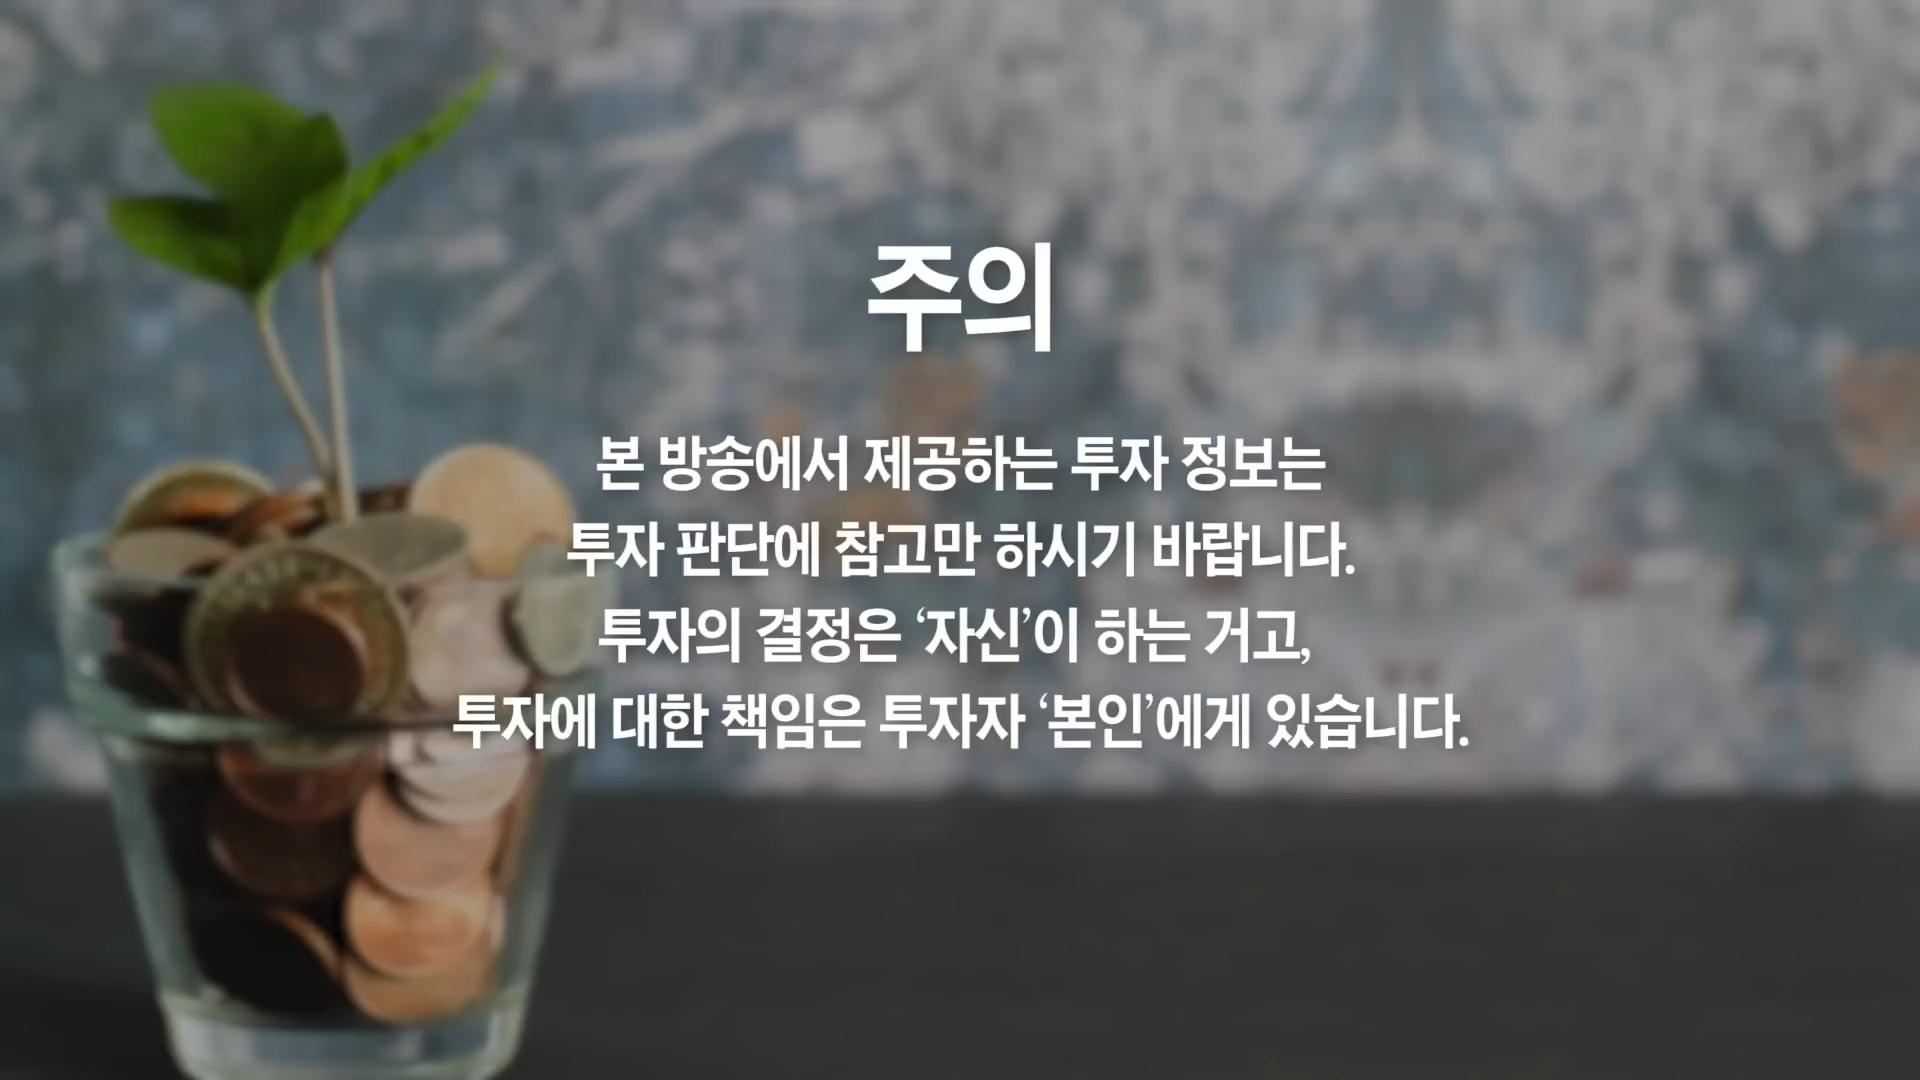 주의
본 방송에서 제공하는 투자 정보는
투자 판단에 참고만 하시기 바랍니다.
투자의 결정은 ‘자신’이 하는 거고,
투자에 대한 책임은 투자자 ‘본인’에게 있습니다.